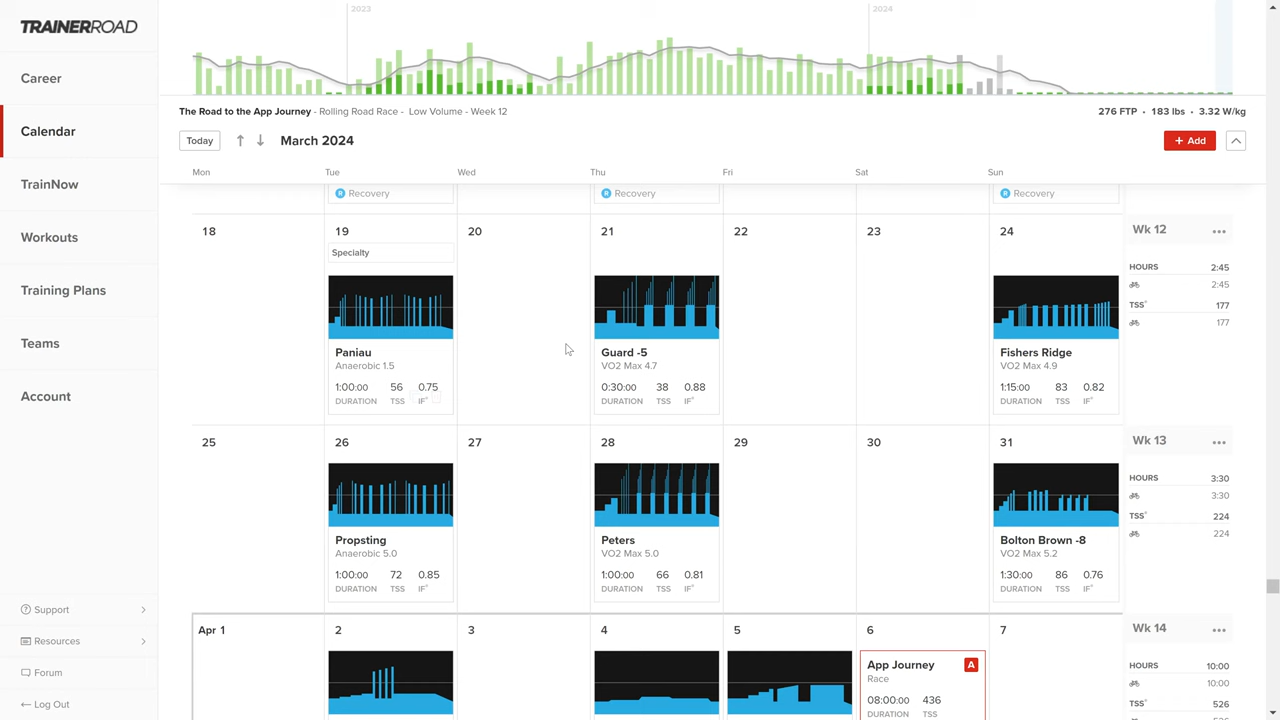 TRAINERROAD
Career
Calendar
TrainNow
Workouts
Training Plans
Teams
Account
Support
Resources
Forum
Log Out
2023
2024
The Road to the App Journey - Rolling Road Race - Low Volume - Week 12
276 FTP • 183 lbs • 3.32 W/kg
Today
March 2024
+ Add
Mon Tue Wed Thu Fri Sat Sun
R Recovery
R Recovery
R Recovery
18 19 20 21 22 23 24
Specialty
Paniau
Anaerobic 1.5
1:00:00 56 0.75
DURATION TSS IF®
Guard -5
VO2 Max 4.7
0:30:00 38 0.88
DURATION TSS IF®
Fishers Ridge
VO2 Max 4.9
1:15:00 83 0.82
DURATION TSS IF®
Wk 12
HOURS 2:45
2:45
TSS® 177
177
25 26 27 28 29 30 31
Propsting
Anaerobic 5.0
1:00:00 72 0.85
DURATION TSS IF®
Peters
VO2 Max 5.0
1:00:00 66 0.81
DURATION TSS IF®
Bolton Brown -8
VO2 Max 5.2
1:30:00 86 0.76
DURATION TSS IF®
Wk 13
HOURS 3:30
3:30
TSS® 224
224
Apr 1 2 3 4 5 6 7
App Journey A
Race
08:00:00 436
DURATION TSS
Wk 14
HOURS 10:00
10:00
TSS® 526